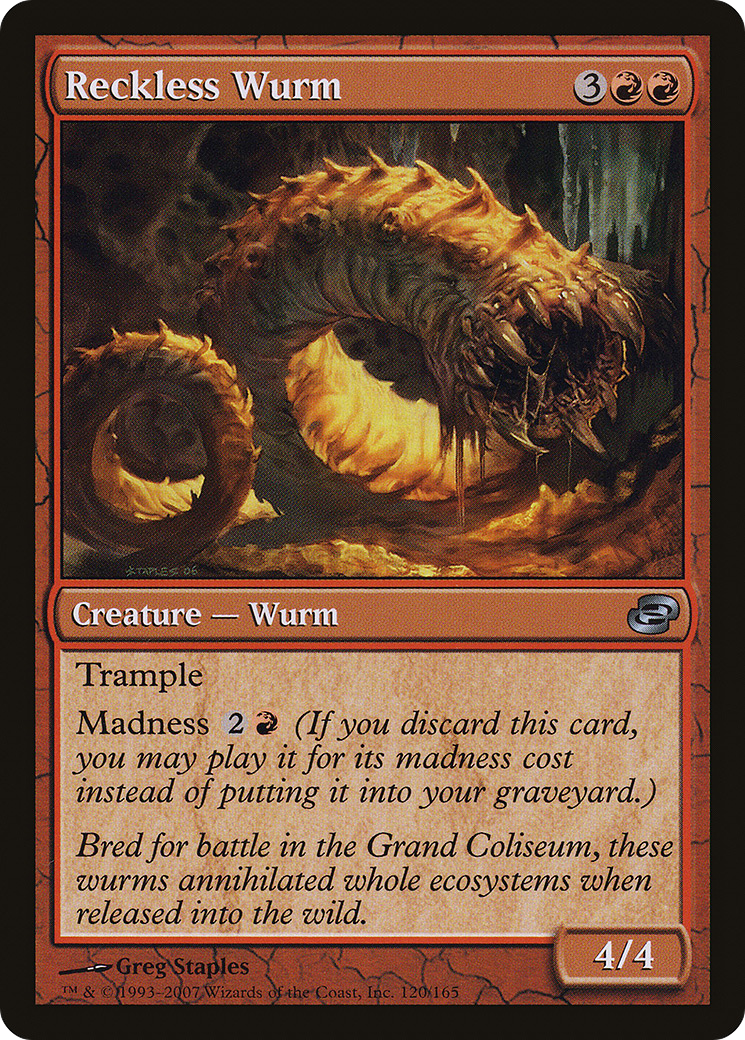 Reckless Wurm 3
STAPLES 06
Creature — Wurm
Trample
Madness 2 (If you discard this card,
you may play it for its madness cost
instead of putting it into your graveyard.)
Bred for battle in the Grand Coliseum, these
wurms annihilated whole ecosystems when
released into the wild.
4/4
Greg Staples
™ & © 1993–2007 Wizards of the Coast, Inc. 120/165